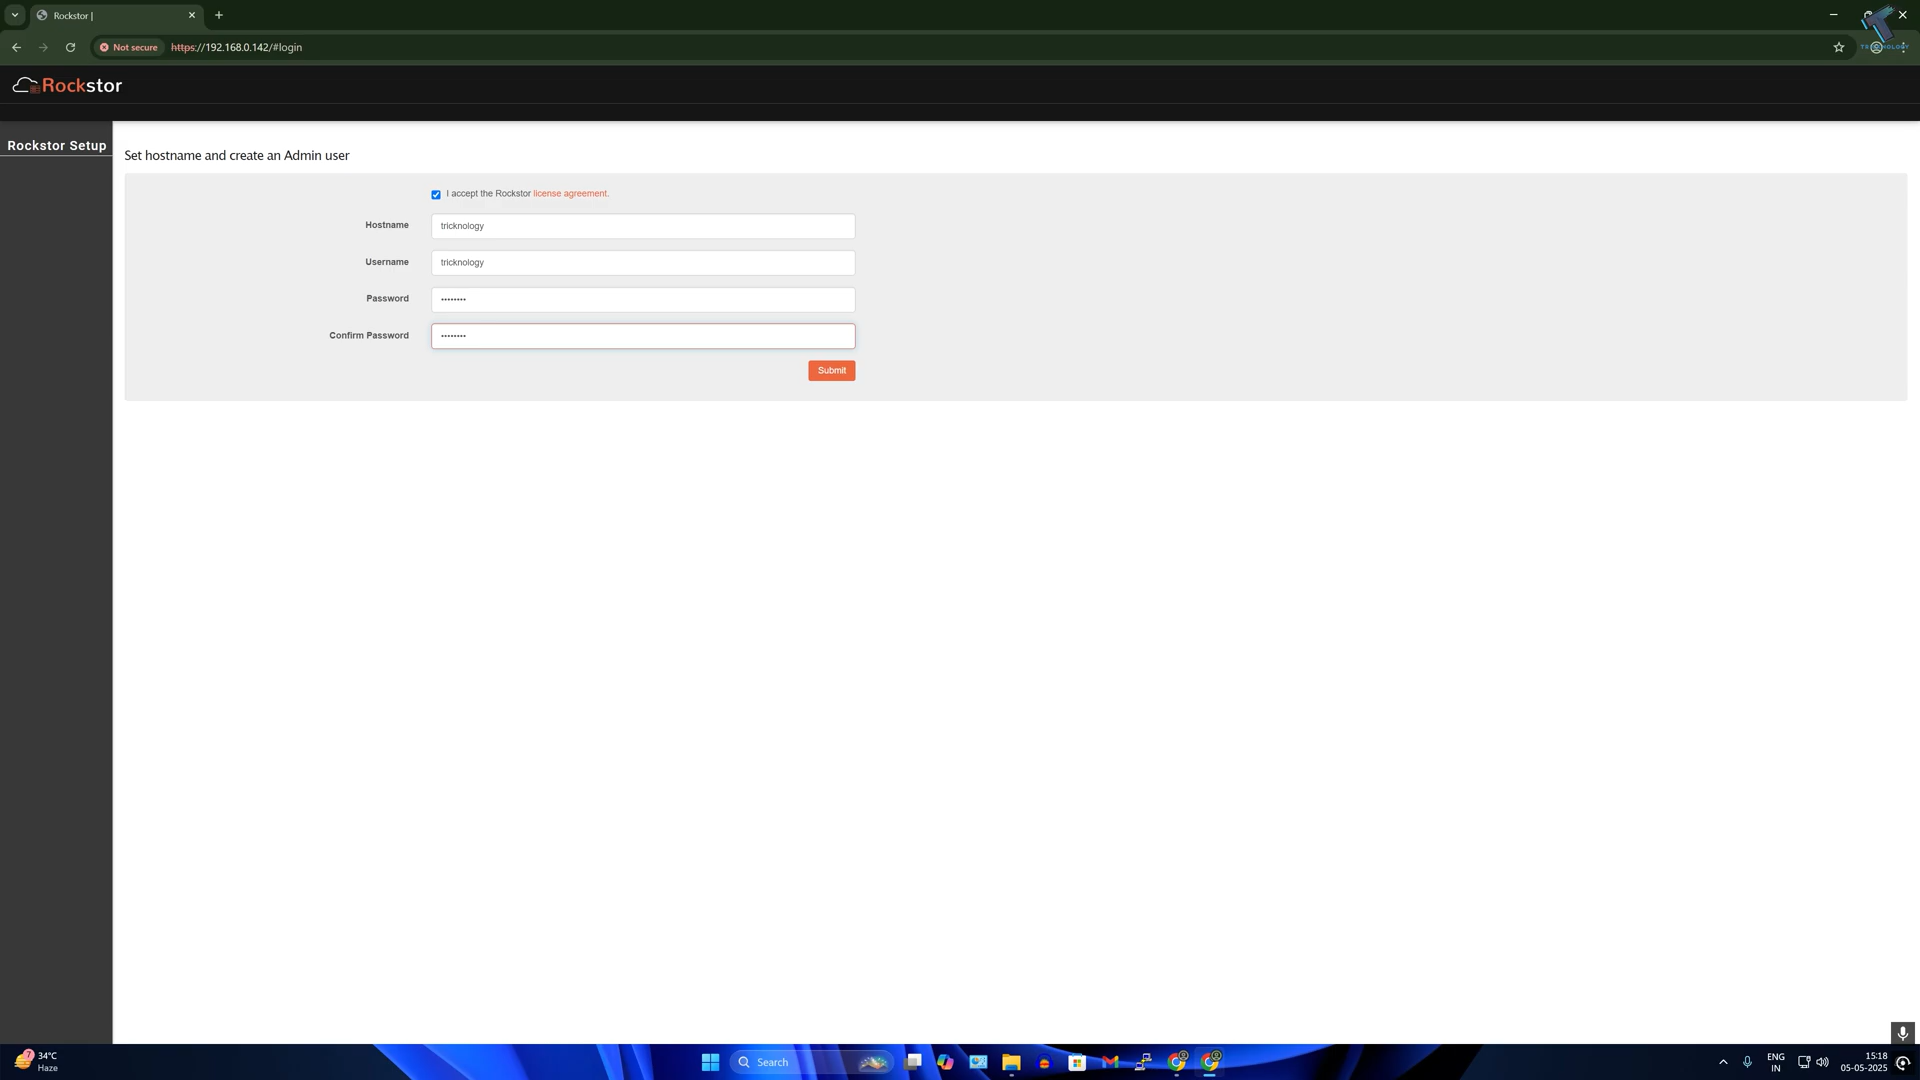 Rockstor |
Not secure https://192.168.0.142/#login
TRICKNOLOGY
Rockstor
Rockstor Setup
Set hostname and create an Admin user
I accept the Rockstor license agreement.
Hostname
tricknology
Username
tricknology
Password
••••••••
Confirm Password
••••••••
Submit
7
34°C
Haze
Search
ENG
IN
15:18
05-05-2025